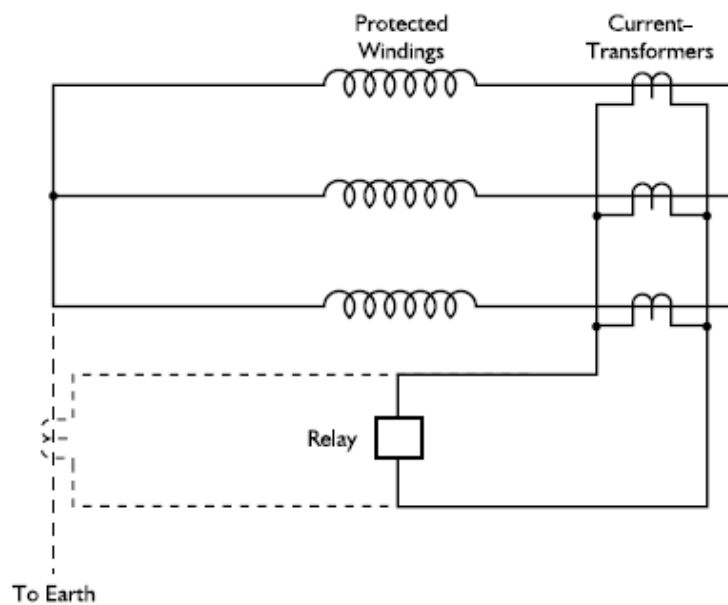 Protected
Windings
Current–
Transformers
Relay
To Earth